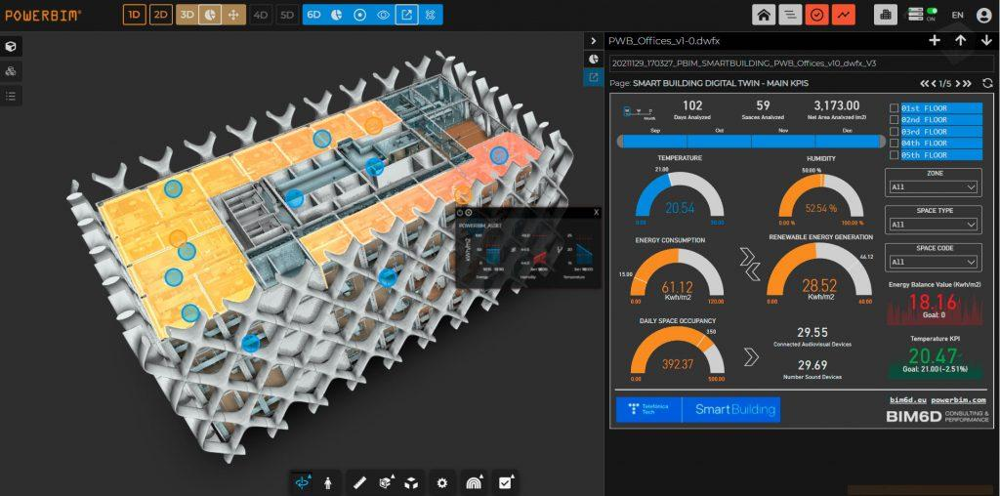 POWERBIM®
1D 2D 3D 4D 5D 6D
ON
EN
PWB_Offices_v1-0.dwfx
20211129_170327_PBIM_SMARTBUILDING_PWB_Offices_v10_dwfx_V3
Page: SMART BUILDING DIGITAL TWIN - MAIN KPIS
1/5
Month
102
Days Analyzed
59
Saaces Analyzed
3,173.00
Net Area Analyzed (m2)
01st FLOOR
02nd FLOOR
03rd FLOOR
04th FLOOR
05th FLOOR
Sep Oct Nov Dec
TEMPERATURE
21.00
20.54
0.00
50.00
HUMIDITY
50.00 %
52.54 %
0.00 %
100.00 %
ZONE
All
SPACE TYPE
All
SPACE CODE
All
ENERGY CONSUMPTION
15.00
61.12
Kwh/m2
0.00
120.00
RENEWABLE ENERGY GENERATION
46.12
28.52
Kwh/m2
0.00
60.00
Energy Balance Value (Kwh/m2)
18.16
Goal: 0
DAILY SPACE OCCUPANCY
350
392.37
0.00
500.00
29.55
Connected Audiovisual Devices
29.69
Number Sound Devices
Temperature KPI
20.47
Goal: 21.00 (-2.51%)
Telefónica
Tech
Smart Building
bim6d.eu powerbim.com
BIM6D CONSULTING &
PERFORMANCE
POWERBIM_ASSET
X
kWh/m2
Energy
Humidity
Temperature